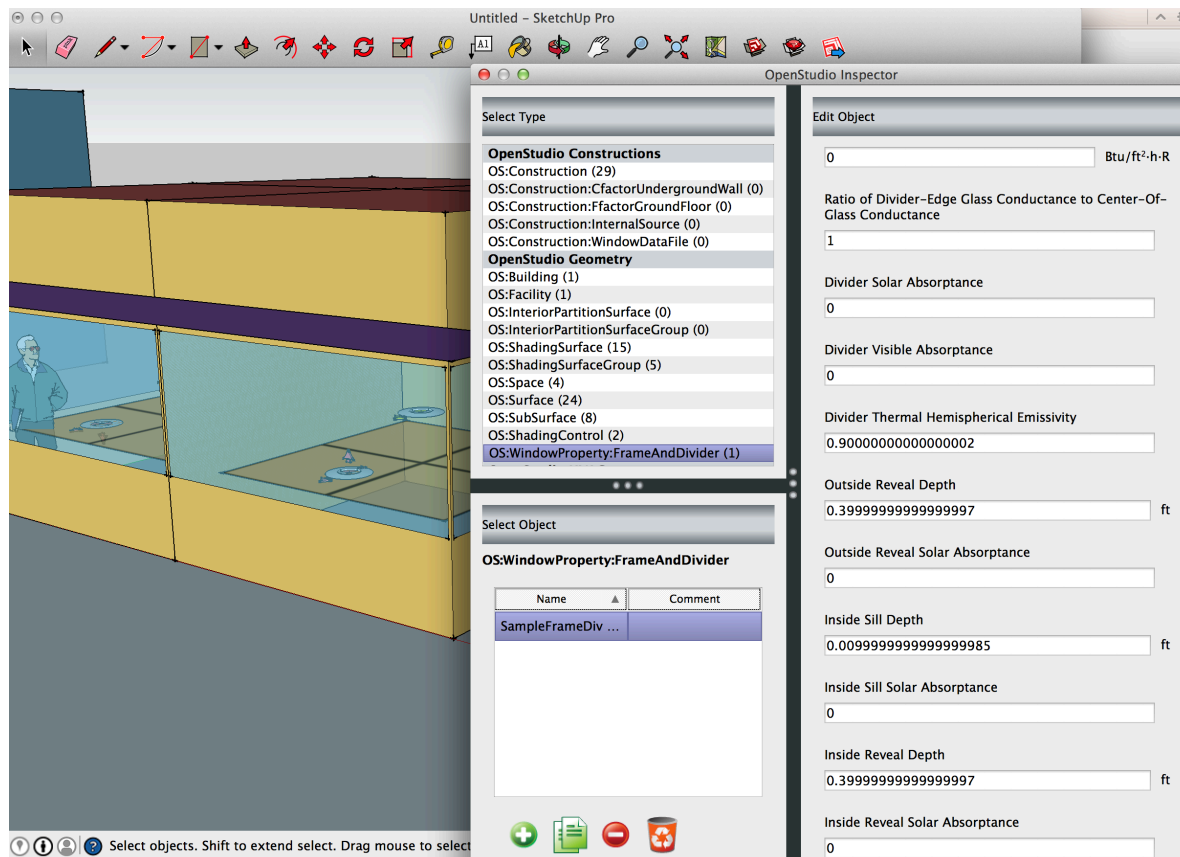 Untitled – SketchUp Pro
A1
OpenStudio Inspector
Select Type
OpenStudio Constructions
OS:Construction (29)
OS:Construction:CfactorUndergroundWall (0)
OS:Construction:FfactorGroundFloor (0)
OS:Construction:InternalSource (0)
OS:Construction:WindowDataFile (0)
OpenStudio Geometry
OS:Building (1)
OS:Facility (1)
OS:InteriorPartitionSurface (0)
OS:InteriorPartitionSurfaceGroup (0)
OS:ShadingSurface (15)
OS:ShadingSurfaceGroup (5)
OS:Space (4)
OS:Surface (24)
OS:SubSurface (8)
OS:ShadingControl (2)
OS:WindowProperty:FrameAndDivider (1)
Select Object
OS:WindowProperty:FrameAndDivider
Name Comment
SampleFrameDiv ...
Edit Object
0 Btu/ft²·h·R
Ratio of Divider–Edge Glass Conductance to Center–Of–
Glass Conductance
1
Divider Solar Absorptance
0
Divider Visible Absorptance
0
Divider Thermal Hemispherical Emissivity
0.90000000000000002
Outside Reveal Depth
0.39999999999999997 ft
Outside Reveal Solar Absorptance
0
Inside Sill Depth
0.0099999999999999985 ft
Inside Sill Solar Absorptance
0
Inside Reveal Depth
0.39999999999999997 ft
Inside Reveal Solar Absorptance
0
Select objects. Shift to extend select. Drag mouse to select